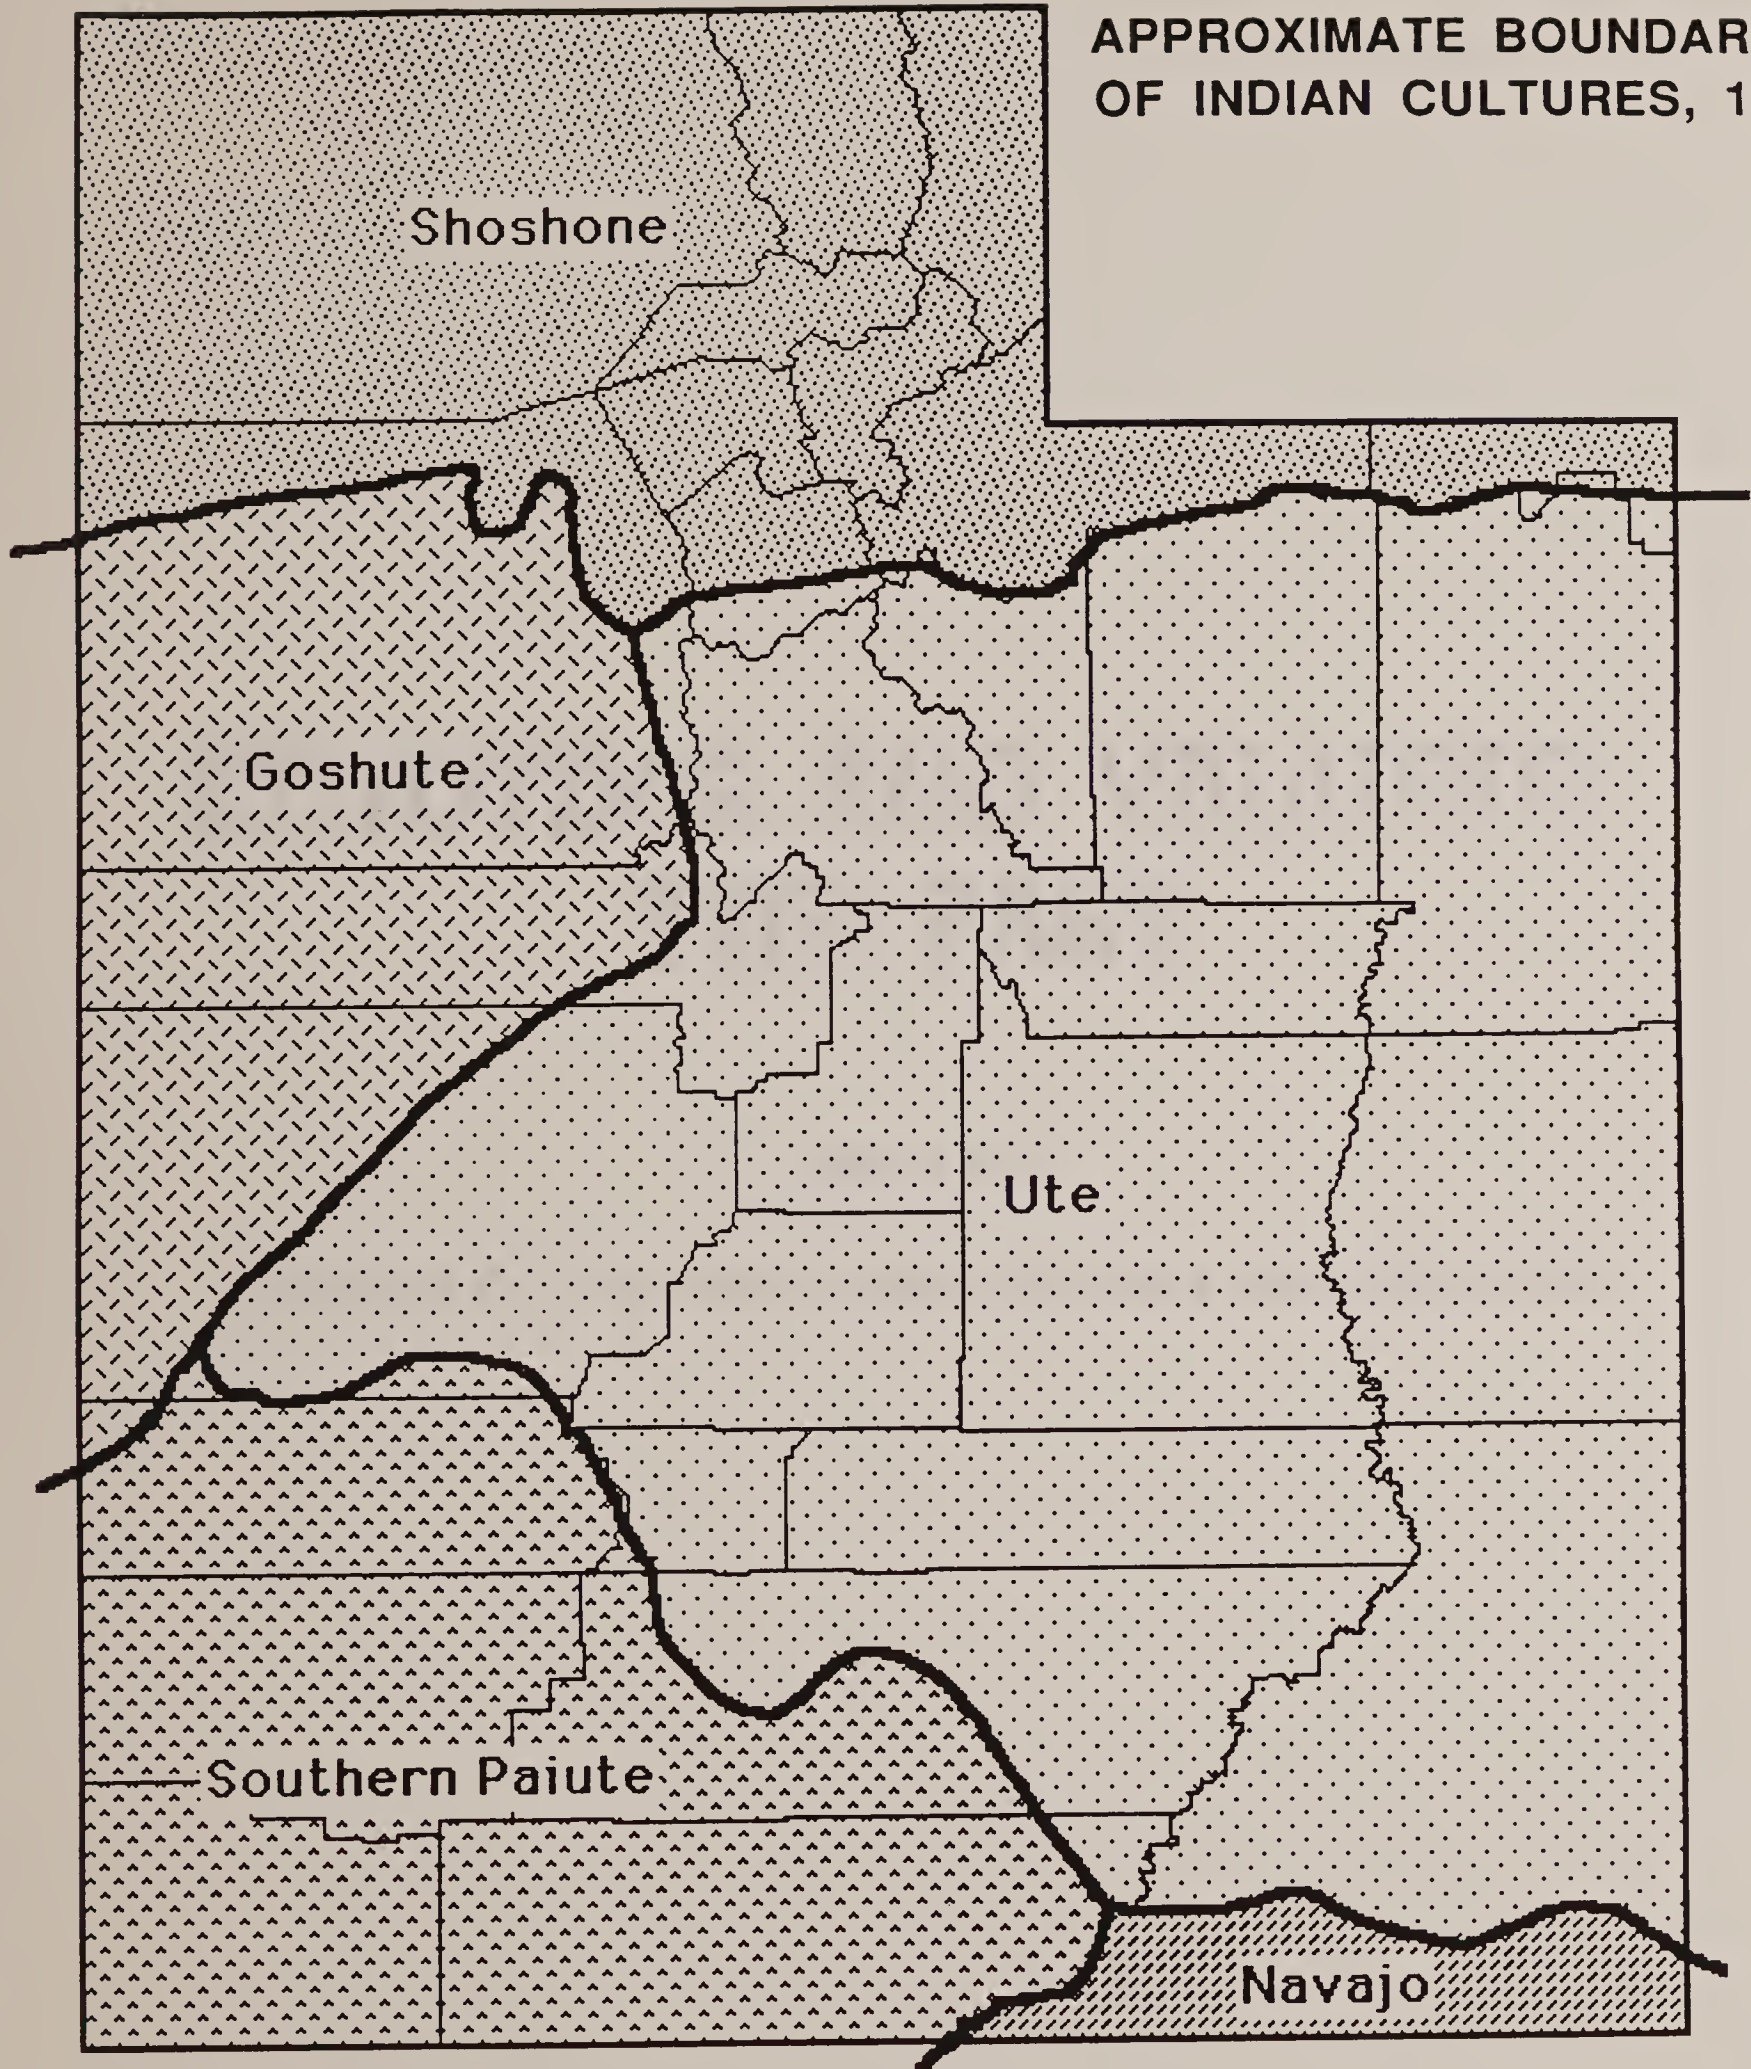 APPROXIMATE BOUNDAR
OF INDIAN CULTURES, 1
Shoshone
Goshute
Ute
Southern Paiute
Navajo